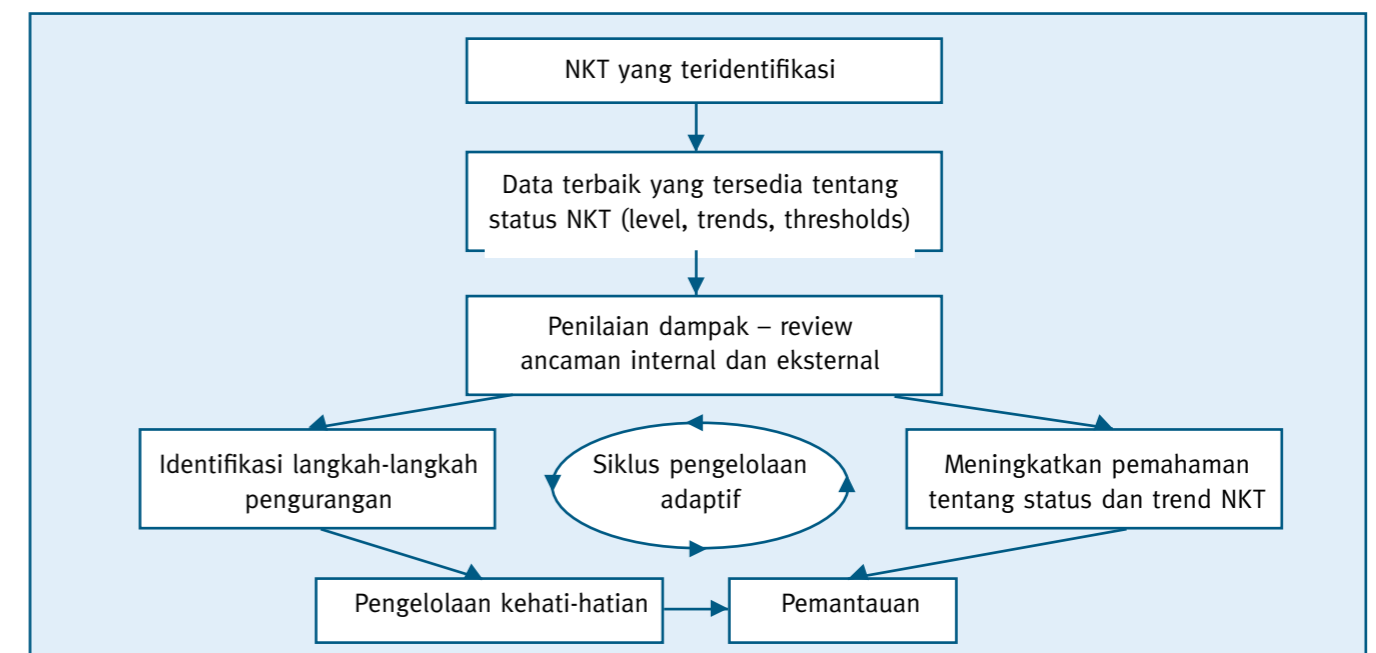 NKT yang teridentifikasi
Data terbaik yang tersedia tentang
status NKT (level, trends, thresholds)
Penilaian dampak – review
ancaman internal dan eksternal
Identifikasi langkah-langkah
pengurangan
Siklus pengelolaan
adaptif
Meningkatkan pemahaman
tentang status dan trend NKT
Pengelolaan kehati-hatian
Pemantauan